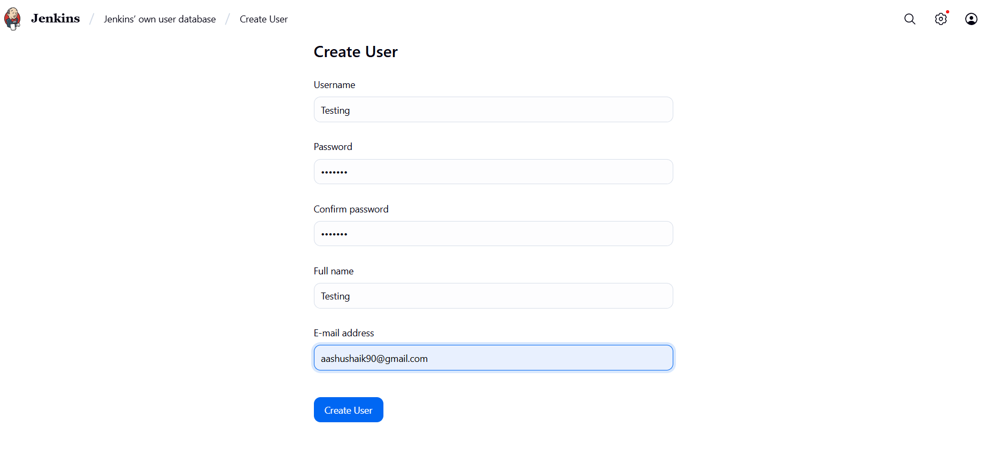 Jenkins / Jenkins’ own user database / Create User
Create User
Username
Testing
Password
•••••••
Confirm password
•••••••
Full name
Testing
E-mail address
aashushaik90@gmail.com
Create User